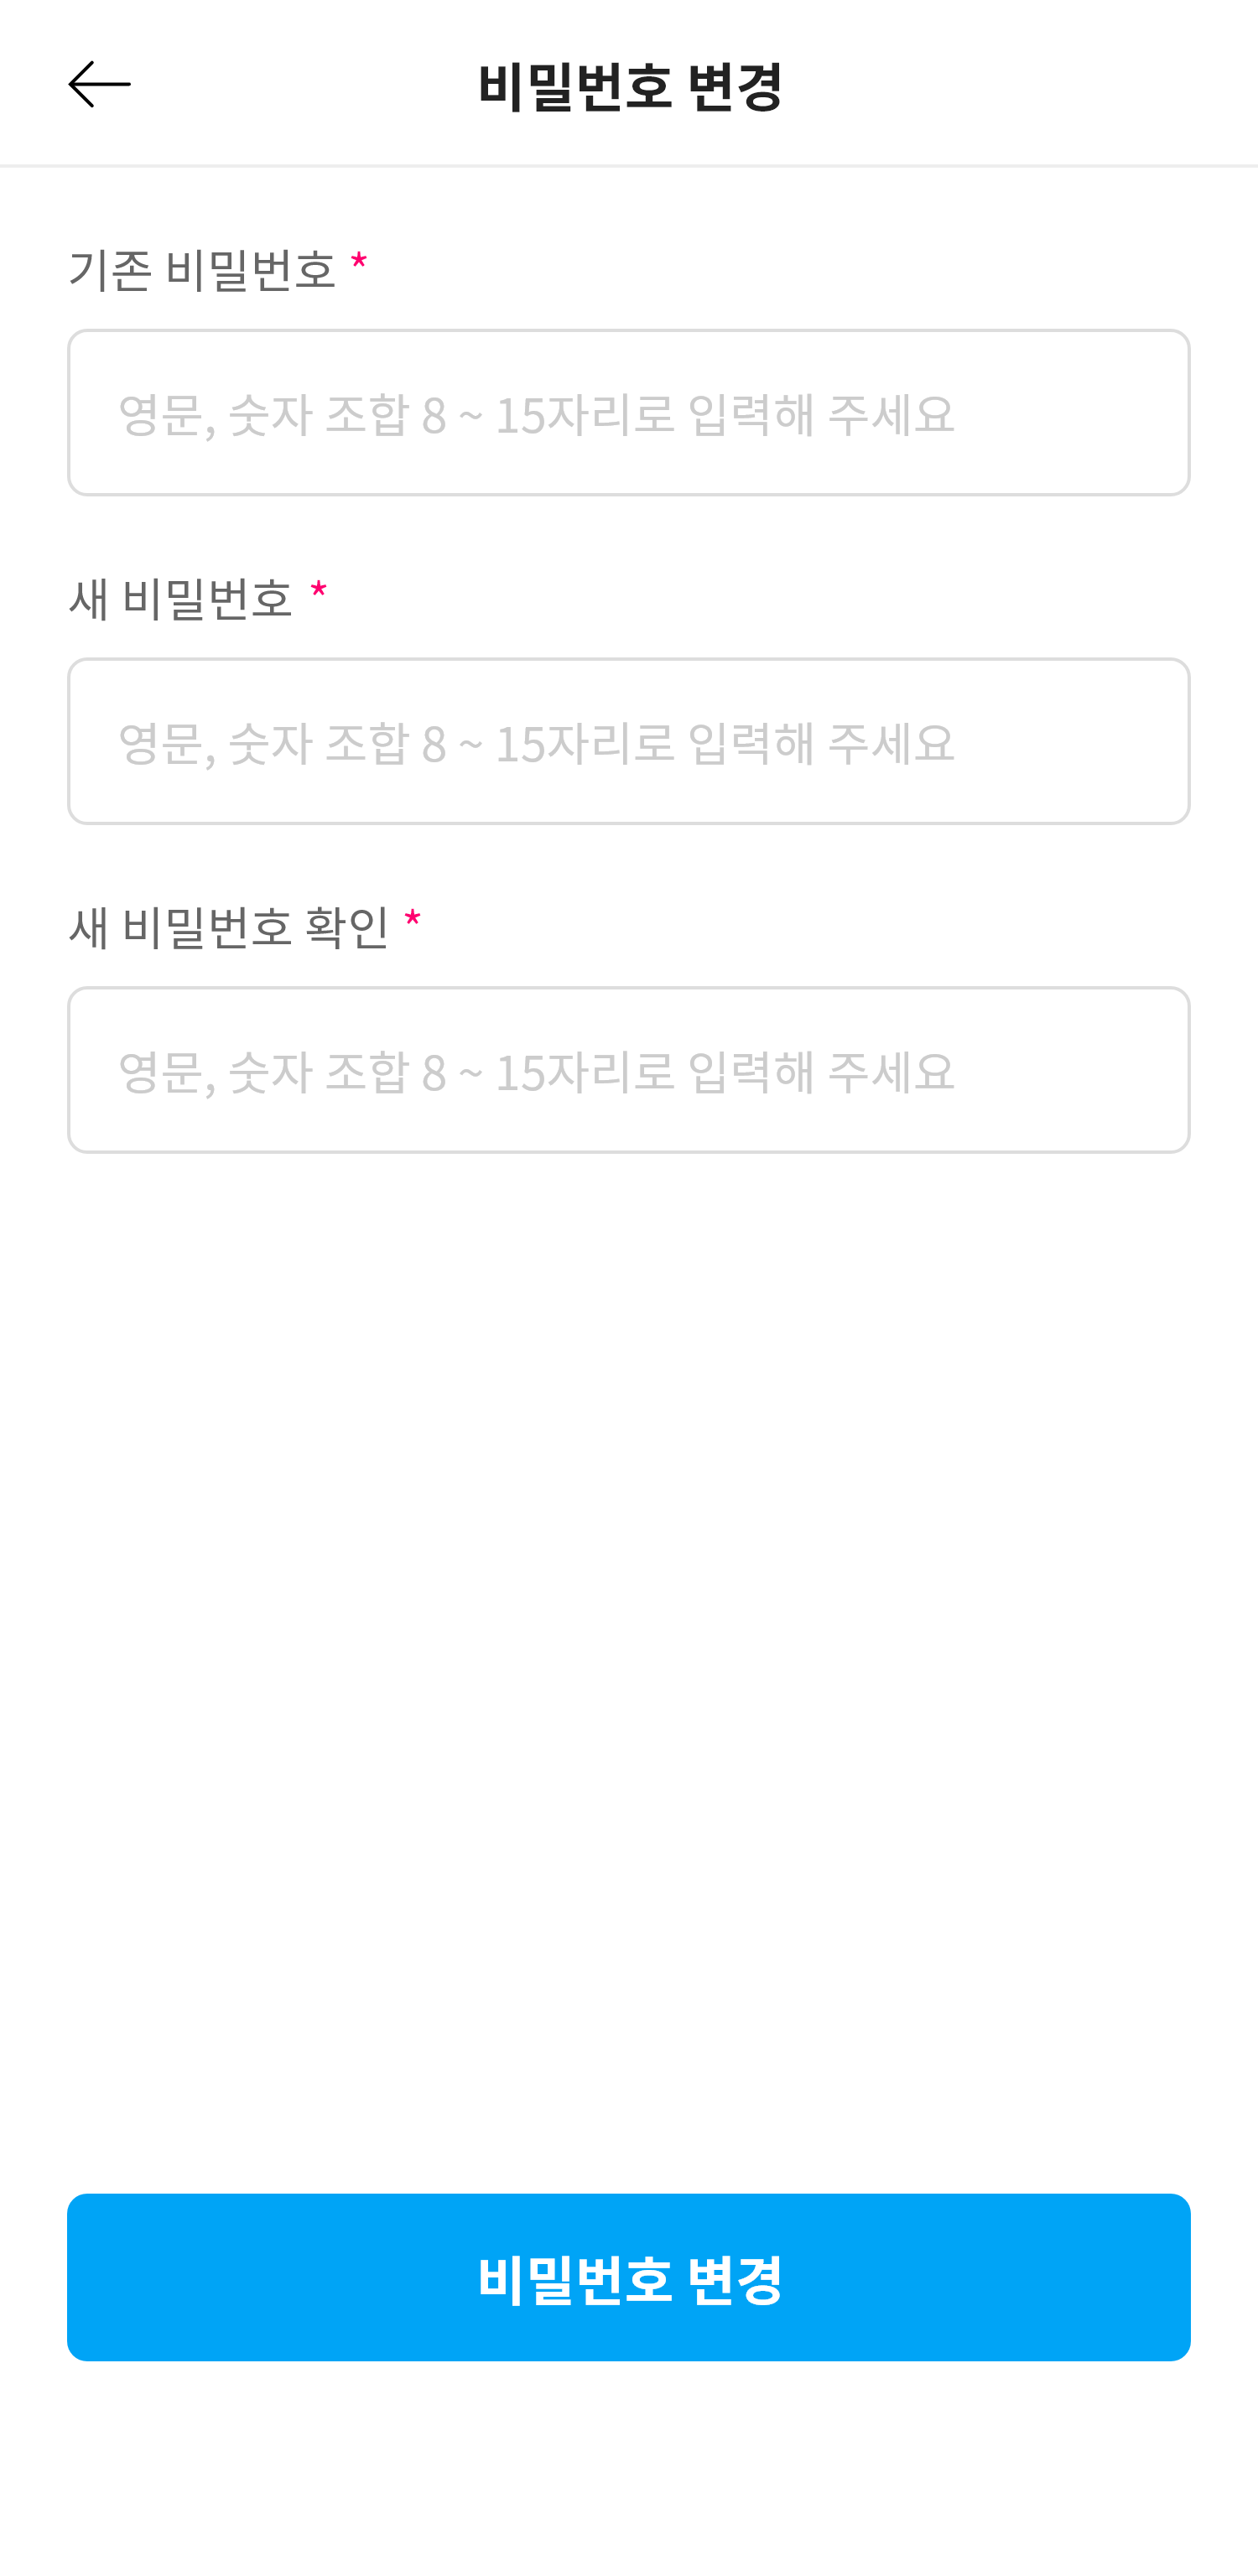 비밀번호 변경
기존 비밀번호 *
영문, 숫자 조합 8 ~ 15자리로 입력해 주세요
새 비밀번호 *
영문, 숫자 조합 8 ~ 15자리로 입력해 주세요
새 비밀번호 확인 *
영문, 숫자 조합 8 ~ 15자리로 입력해 주세요
비밀번호 변경